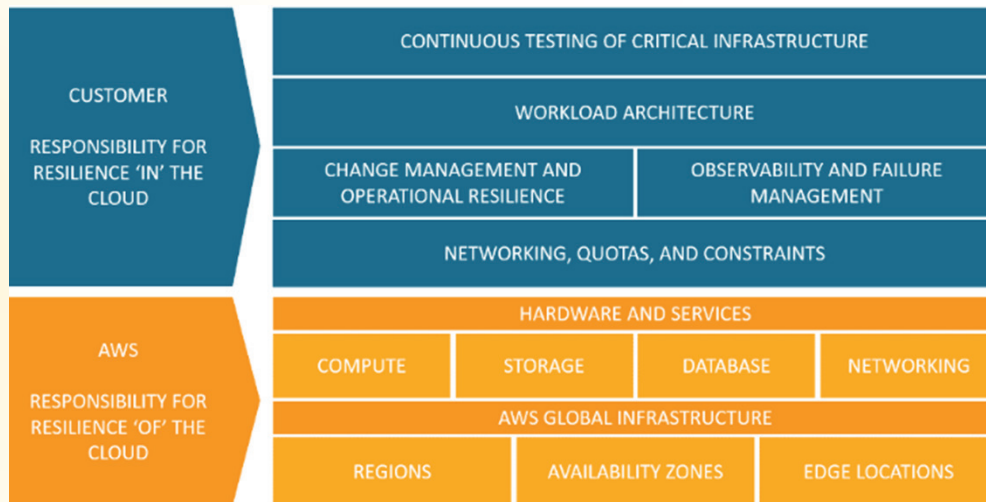 CUSTOMER
RESPONSIBILITY FOR
RESILIENCE ‘IN’ THE
CLOUD
CONTINUOUS TESTING OF CRITICAL INFRASTRUCTURE
WORKLOAD ARCHITECTURE
CHANGE MANAGEMENT AND
OPERATIONAL RESILIENCE
OBSERVABILITY AND FAILURE
MANAGEMENT
NETWORKING, QUOTAS, AND CONSTRAINTS
AWS
RESPONSIBILITY FOR
RESILIENCE ‘OF’ THE
CLOUD
HARDWARE AND SERVICES
COMPUTE
STORAGE
DATABASE
NETWORKING
AWS GLOBAL INFRASTRUCTURE
REGIONS
AVAILABILITY ZONES
EDGE LOCATIONS